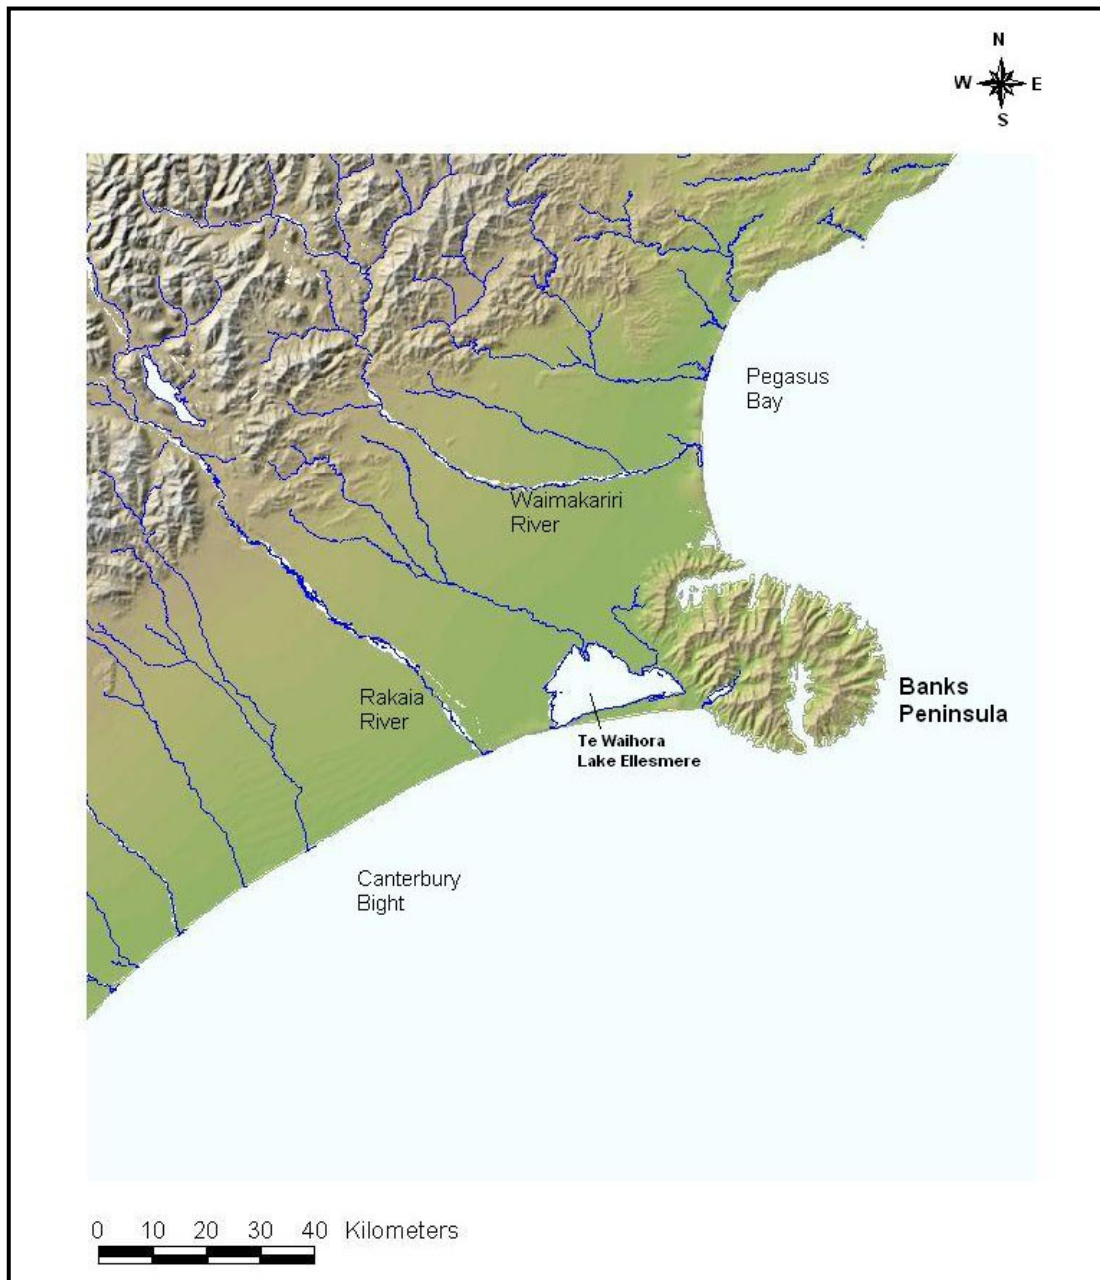 N
W E
S
Pegasus
Bay
Waimakariri
River
Rakaia
River
Banks
Peninsula
Te Waihora
Lake Ellesmere
Canterbury
Bight
0 10 20 30 40 Kilometers